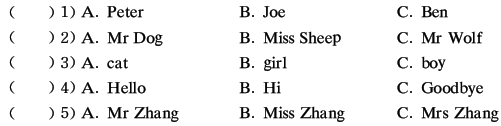 (     ) 1) A. Peter     B. Joe     C. Ben
(     ) 2) A. Mr Dog     B. Miss Sheep     C. Mr Wolf
(     ) 3) A. cat     B. girl     C. boy
(     ) 4) A. Hello     B. Hi     C. Goodbye
(     ) 5) A. Mr Zhang     B. Miss Zhang     C. Mrs Zhang